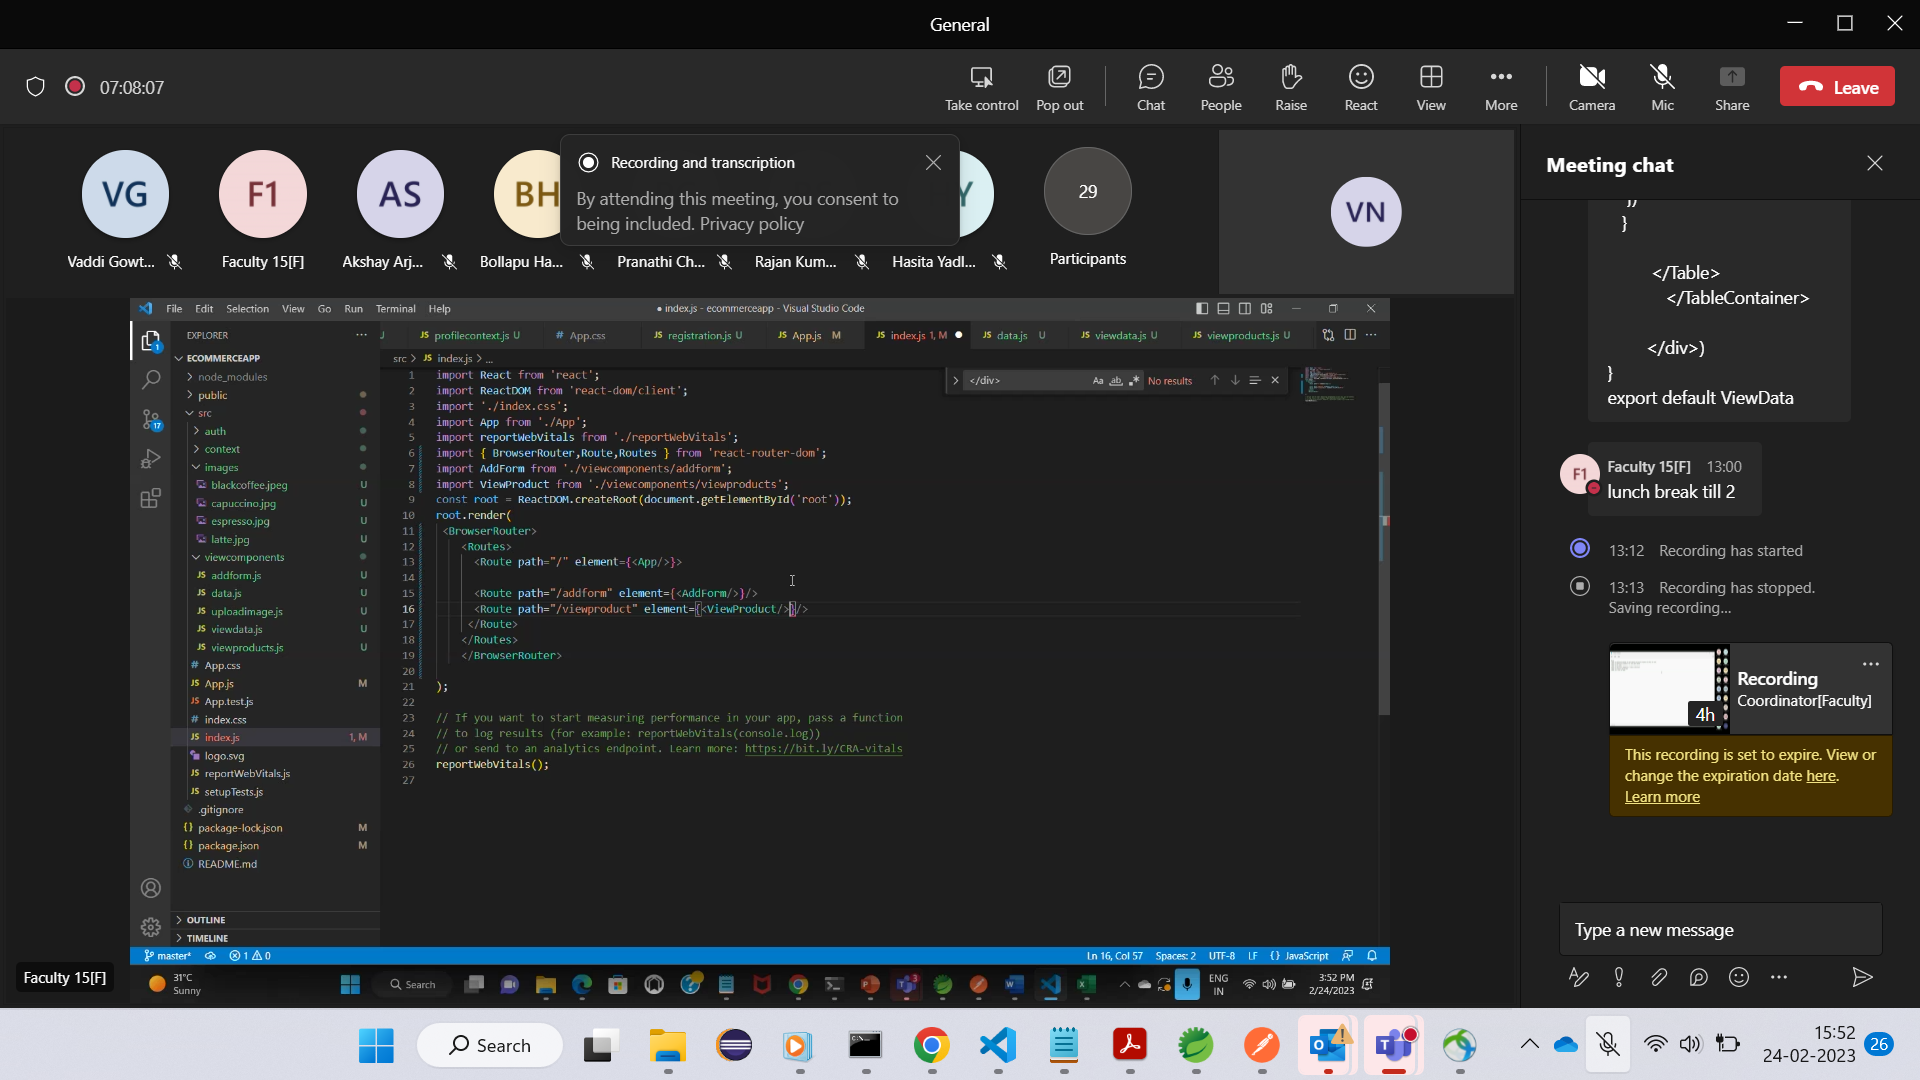 General
07:08:07
Take control
Pop out
Chat
People
Raise
React
View
More
Camera
Mic
Share
Leave
VG
F1
AS
BH
Y
29
VN
Recording and transcription
By attending this meeting, you consent to
being included. Privacy policy
Vaddi Gowt...
Faculty 15[F]
Akshay Arj...
Bollapu Ha...
Pranathi Ch...
Rajan Kum...
Hasita Yadl...
Participants
File Edit Selection View Go Run Terminal Help
● index.js - ecommerceapp - Visual Studio Code
EXPLORER
JS profilecontext.js U
# App.css
JS registration.js U
JS App.js M
JS index.js 1, M ●
JS data.js U
JS viewdata.js U
JS viewproducts.js U
src > JS index.js > ...
</div>
Aa ab .*
No results
ECOMMERCEAPP
node_modules
public
src
auth
context
images
blackcoffee.jpeg U
capuccino.jpg U
espresso.jpg U
latte.jpg U
viewcomponents
JS addform.js U
JS data.js U
JS uploadimage.js U
JS viewdata.js U
JS viewproducts.js U
# App.css
JS App.js M
JS App.test.js
# index.css
JS index.js 1, M
logo.svg
JS reportWebVitals.js
JS setupTests.js
.gitignore
{} package-lock.json M
{} package.json M
README.md
OUTLINE
TIMELINE
1 import React from 'react';
2 import ReactDOM from 'react-dom/client';
3 import './index.css';
4 import App from './App';
5 import reportWebVitals from './reportWebVitals';
6 import { BrowserRouter,Route,Routes } from 'react-router-dom';
7 import AddForm from './viewcomponents/addform';
8 import ViewProduct from './viewcomponents/viewproducts';
9 const root = ReactDOM.createRoot(document.getElementById('root'));
10 root.render(
11 <BrowserRouter>
12 <Routes>
13 <Route path="/" element={<App/>}>
14
15 <Route path="/addform" element={<AddForm/>}/>
16 <Route path="/viewproduct" element={<ViewProduct/>}/>
17 </Route>
18 </Routes>
19 </BrowserRouter>
20
21 );
22
23 // If you want to start measuring performance in your app, pass a function
24 // to log results (for example: reportWebVitals(console.log))
25 // or send to an analytics endpoint. Learn more: https://bit.ly/CRA-vitals
26 reportWebVitals();
27
master*
1 0
Ln 16, Col 57
Spaces: 2
UTF-8
LF
{} JavaScript
Faculty 15[F]
31°C
Sunny
Search
ENG
IN
3:52 PM
2/24/2023
Meeting chat
})
}
</Table>
</TableContainer>
</div>)
}
export default ViewData
F1
Faculty 15[F] 13:00
lunch break till 2
13:12 Recording has started
13:13 Recording has stopped.
Saving recording...
4h
Recording
Coordinator[Faculty]
This recording is set to expire. View or
change the expiration date here.
Learn more
Type a new message
Search
15:52
24-02-2023
26